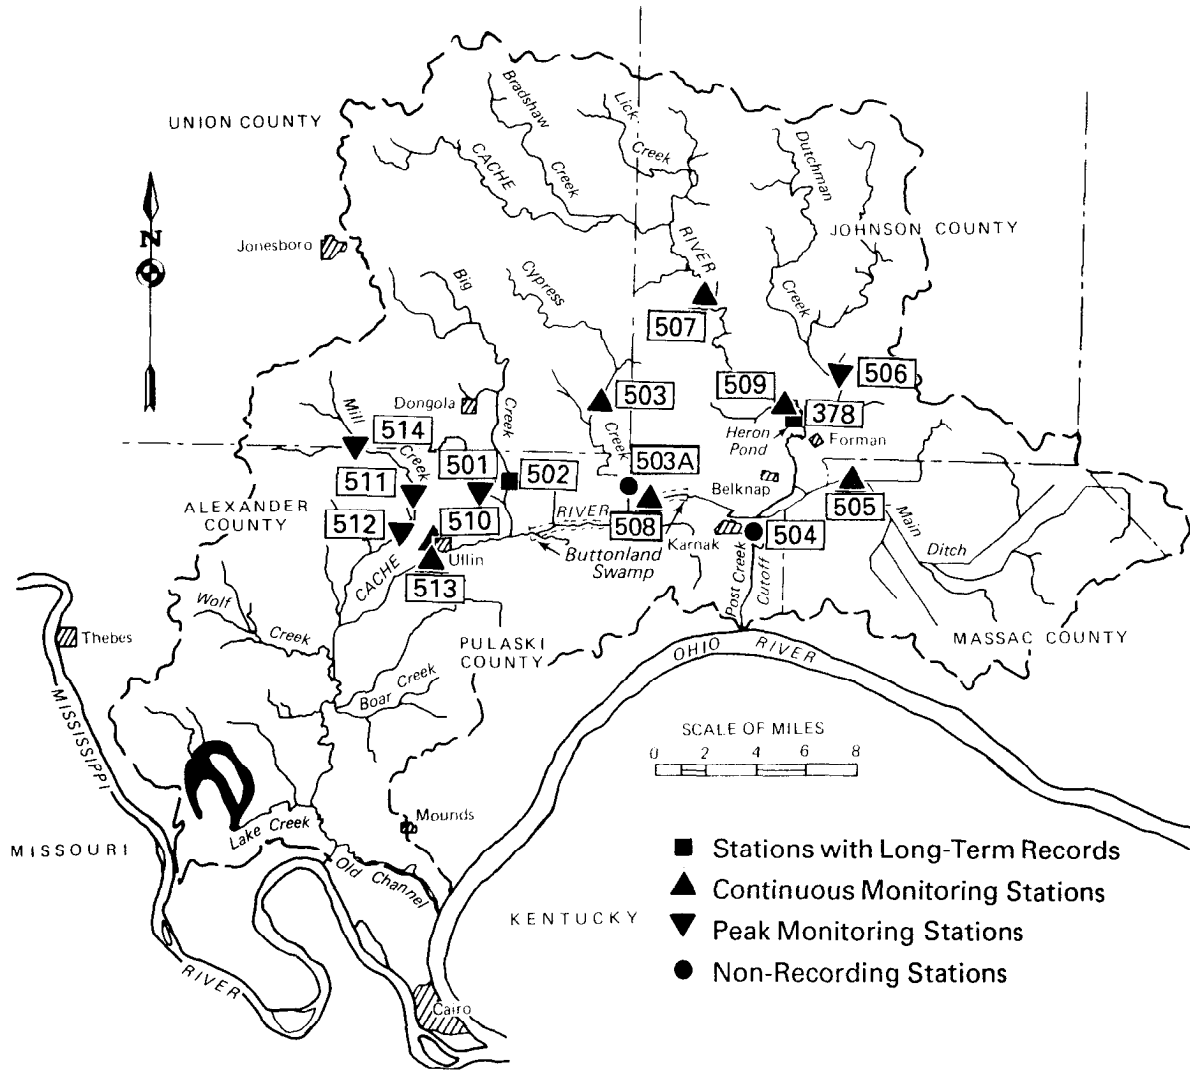 UNION COUNTY
Bradshaw
Creek
Lick
Creek
Dutchman
Creek
CACHE
RIVER
JOHNSON COUNTY
N
Jonesboro
Big
Creek
Cypress
Creek
507
506
509
503
378
Dongola
Mill
Creek
514
Heron
Pond
Forman
501
502
503A
511
Belknap
ALEXANDER
COUNTY
512
510
RIVER
508
505
504
Karnak
Main
Ditch
Ullin
Buttonland
Swamp
CACHE
513
Post Creek
Cutoff
Wolf
Creek
Thebes
PULASKI
COUNTY
MASSAC COUNTY
OHIO RIVER
Boar Creek
MISSISSIPPI
RIVER
SCALE OF MILES
0 2 4 6 8
Mounds
Lake Creek
MISSOURI
Old Channel
KENTUCKY
Cairo
Stations with Long-Term Records
Continuous Monitoring Stations
Peak Monitoring Stations
Non-Recording Stations